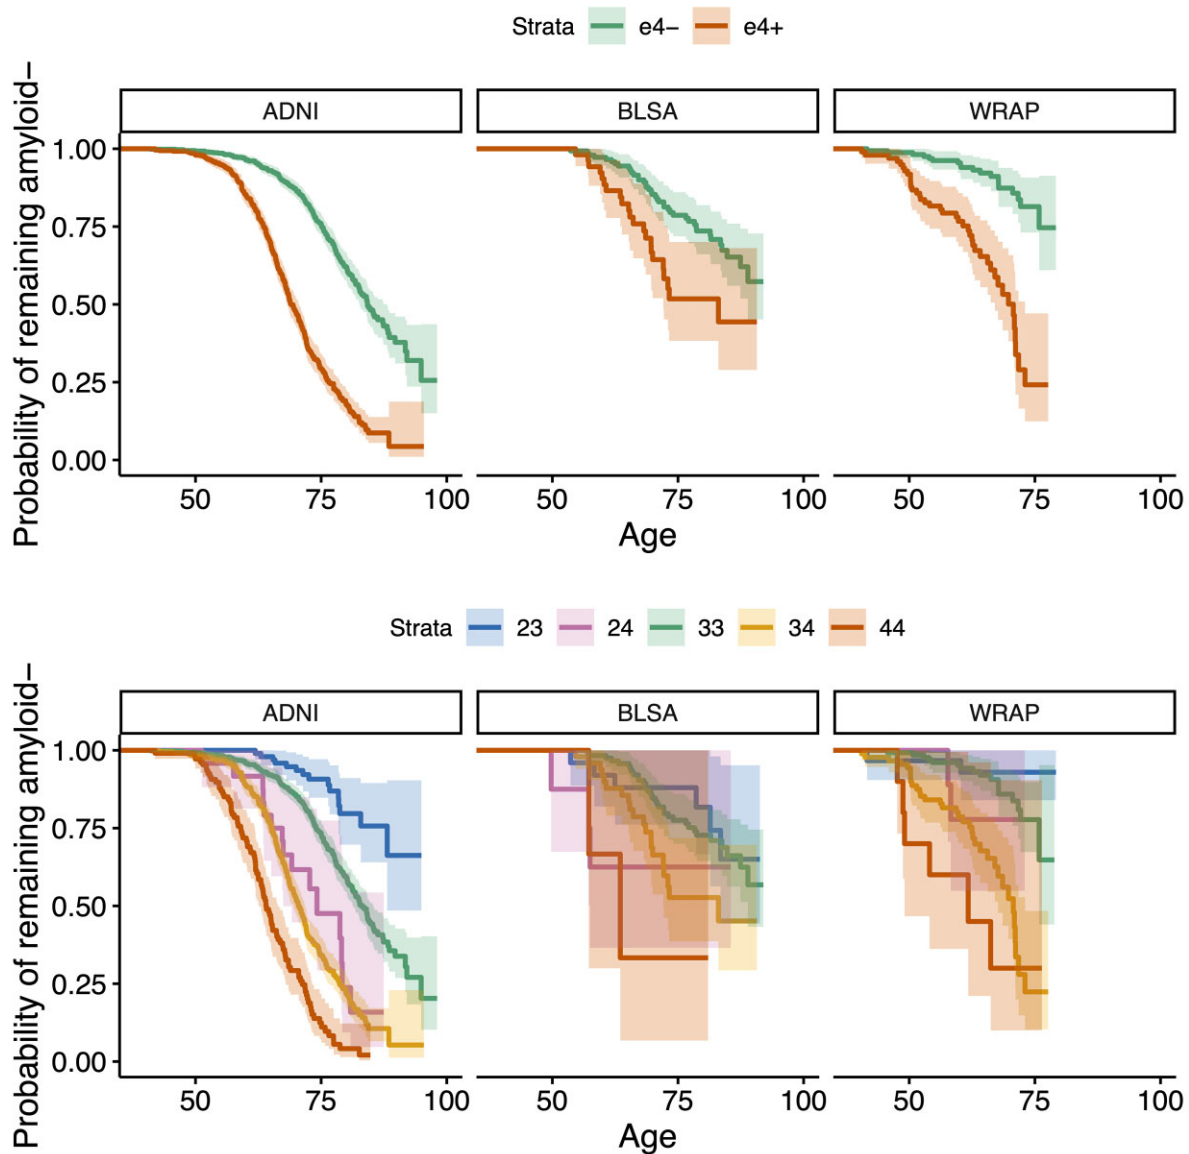 Strata e4− e4+
Probability of remaining amyloid−
ADNI BLSA WRAP
1.00
0.75
0.50
0.25
0.00
50 75 100 50 75 100 50 75 100
Age
Strata 23 24 33 34 44
Probability of remaining amyloid−
ADNI BLSA WRAP
1.00
0.75
0.50
0.25
0.00
50 75 100 50 75 100 50 75 100
Age